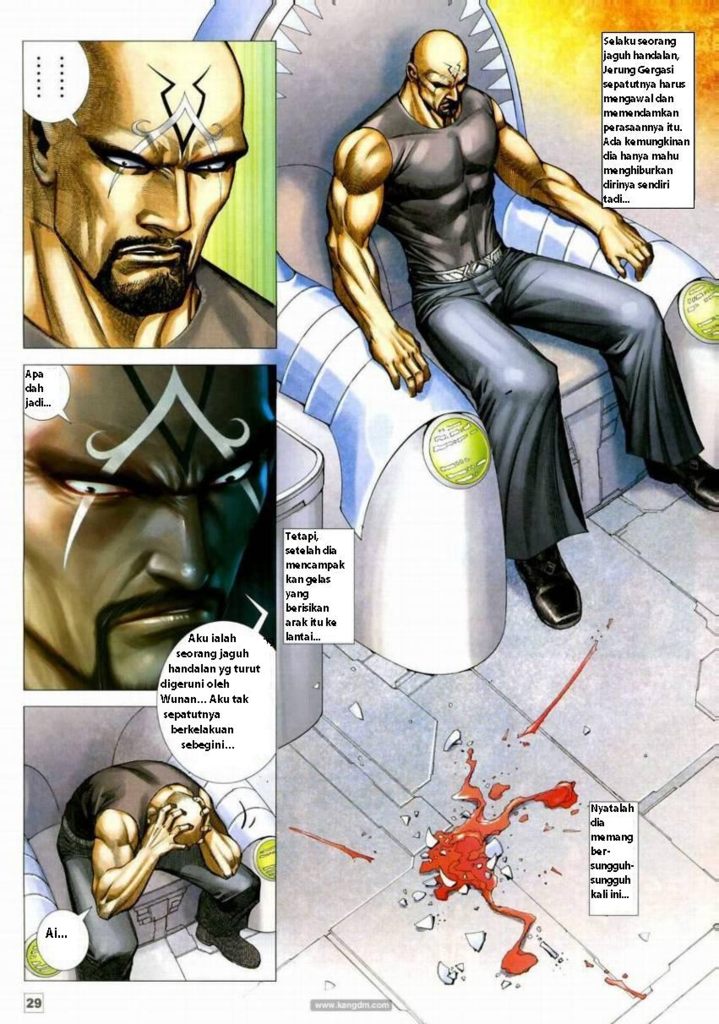 Selaku seorang
jaguh handalan,
Jerung Gergasi
sepatutnya harus
mengawal dan
memendamkan
perasaannya itu.
Ada kemungkinan
dia hanya mahu
menghiburkan
dirinya sendiri
tadi...
Apa
dah
jadi...
Tetapi,
setelah dia
mencampak
kan gelas
yang
berisikan
arak itu ke
lantai...
Aku ialah
seorang jaguh
handalan yg turut
digeruni oleh
Wunan... Aku tak
sepatutnya
berkelakuan
sebegini...
Nyatalah
dia
memang
ber-
sungguh-
sungguh
kali ini...
Ai...
29
www.kangdm.com